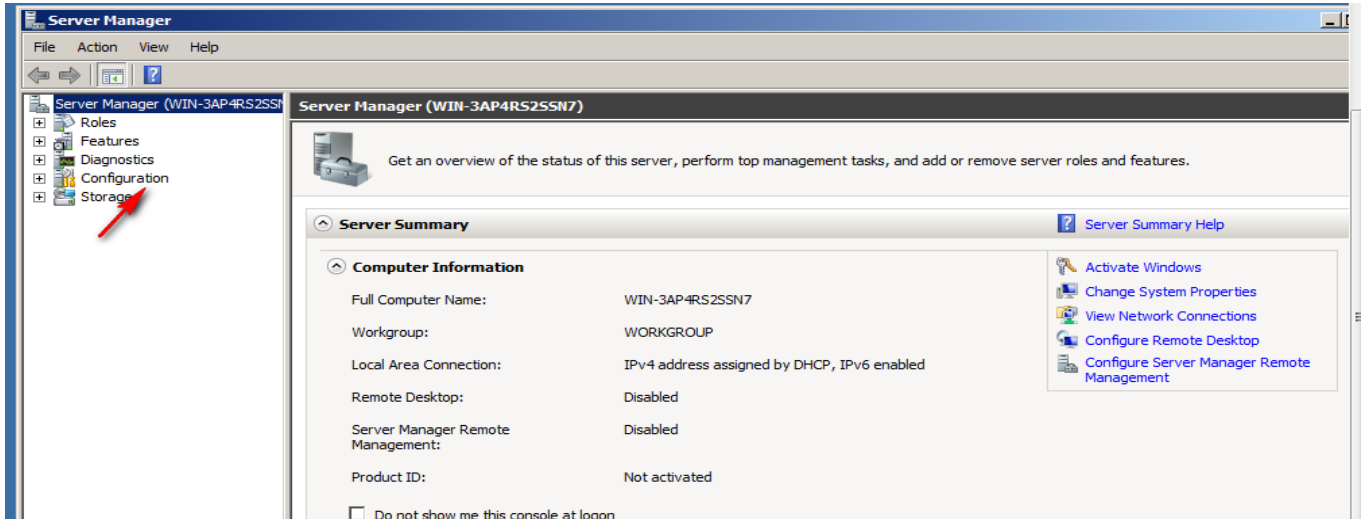 Server Manager
File Action View Help
Server Manager (WIN-3AP4RS2SSN
Roles
Features
Diagnostics
Configuration
Storage
Server Manager (WIN-3AP4RS2SSN7)
Get an overview of the status of this server, perform top management tasks, and add or remove server roles and features.
Server Summary
Server Summary Help
Computer Information
Full Computer Name: WIN-3AP4RS2SSN7
Workgroup: WORKGROUP
Local Area Connection: IPv4 address assigned by DHCP, IPv6 enabled
Remote Desktop: Disabled
Server Manager Remote Disabled
Management:
Product ID: Not activated
Do not show me this console at logon
Activate Windows
Change System Properties
View Network Connections
Configure Remote Desktop
Configure Server Manager Remote
Management